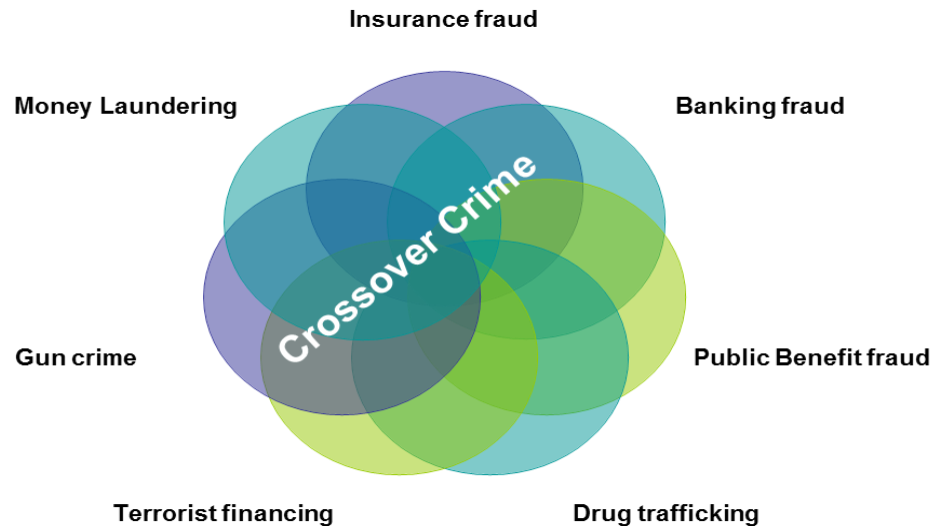 Insurance fraud
Money Laundering
Banking fraud
Crossover Crime
Gun crime
Public Benefit fraud
Terrorist financing
Drug trafficking